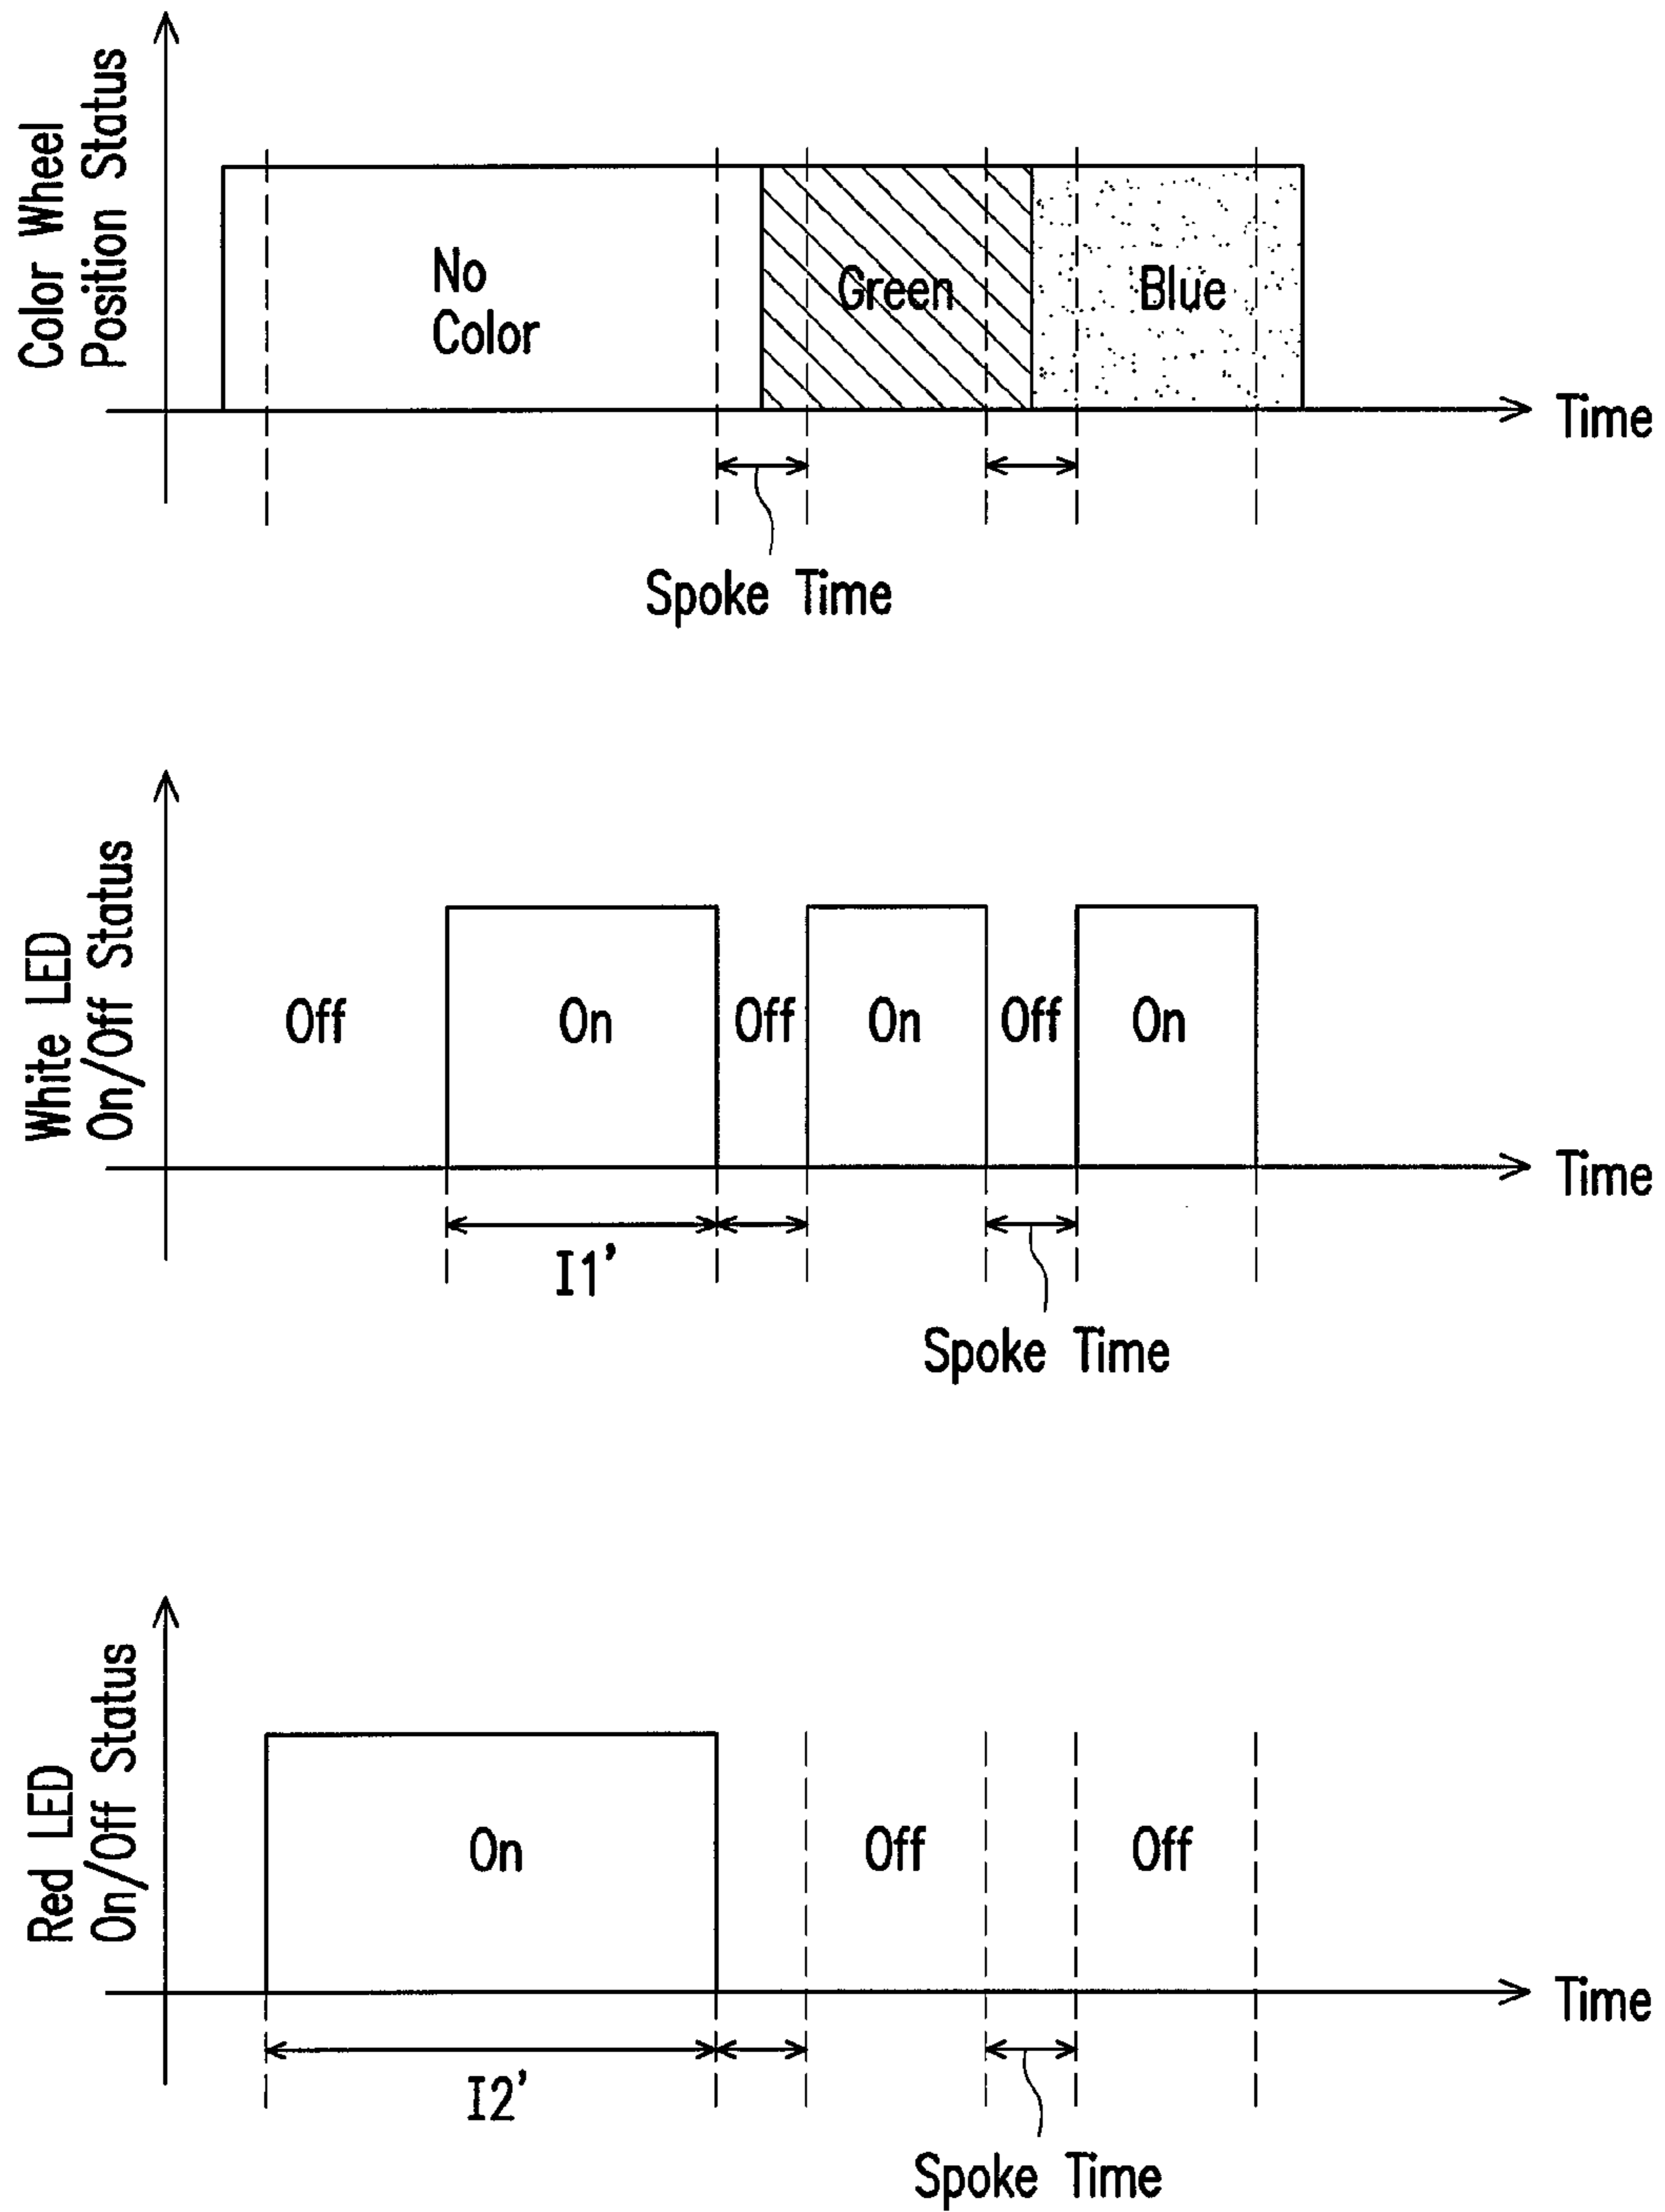 Color Wheel
Position Status
No
Color
Green
Blue
Time
Spoke Time
White LED
On/Off Status
Off
On
Off
On
Off
On
Time
I1'
Spoke Time
Red LED
On/Off Status
On
Off
Off
Time
I2'
Spoke Time